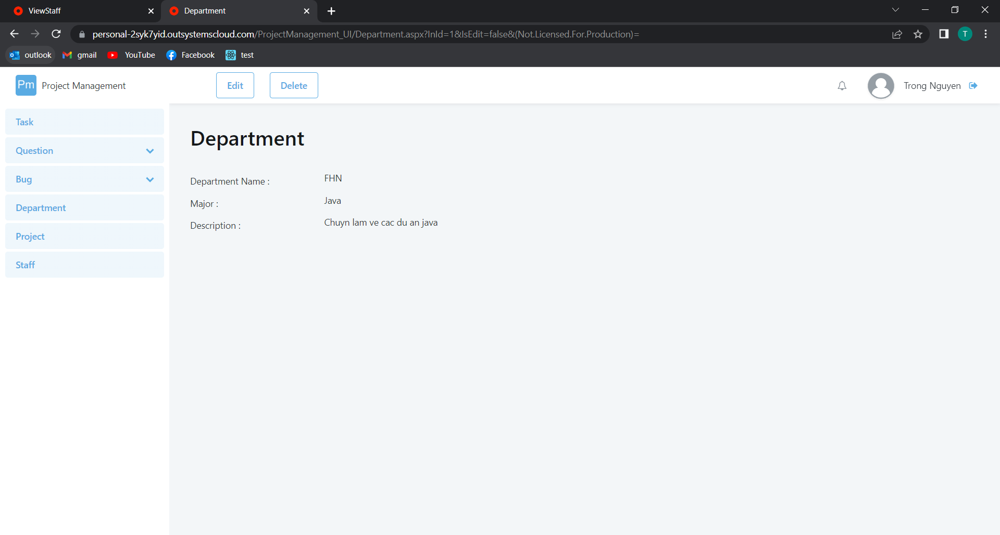 ViewStaff
Department
personal-2syk7yid.outsystemscloud.com/ProjectManagement_UI/Department.aspx?InId=1&IsEdit=false&(Not.Licensed.For.Production)=
T
outlook
gmail
YouTube
Facebook
test
Pm Project Management
Edit
Delete
Trong Nguyen
Task
Question
Bug
Department
Project
Staff
Department
Department Name : FHN
Major : Java
Description : Chuyn lam ve cac du an java